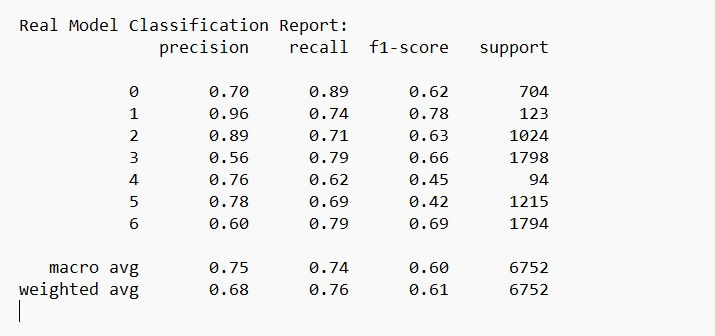 Real Model Classification Report:
precision recall f1-score support
0 0.70 0.89 0.62 704
1 0.96 0.74 0.78 123
2 0.89 0.71 0.63 1024
3 0.56 0.79 0.66 1798
4 0.76 0.62 0.45 94
5 0.78 0.69 0.42 1215
6 0.60 0.79 0.69 1794
macro avg 0.75 0.74 0.60 6752
weighted avg 0.68 0.76 0.61 6752